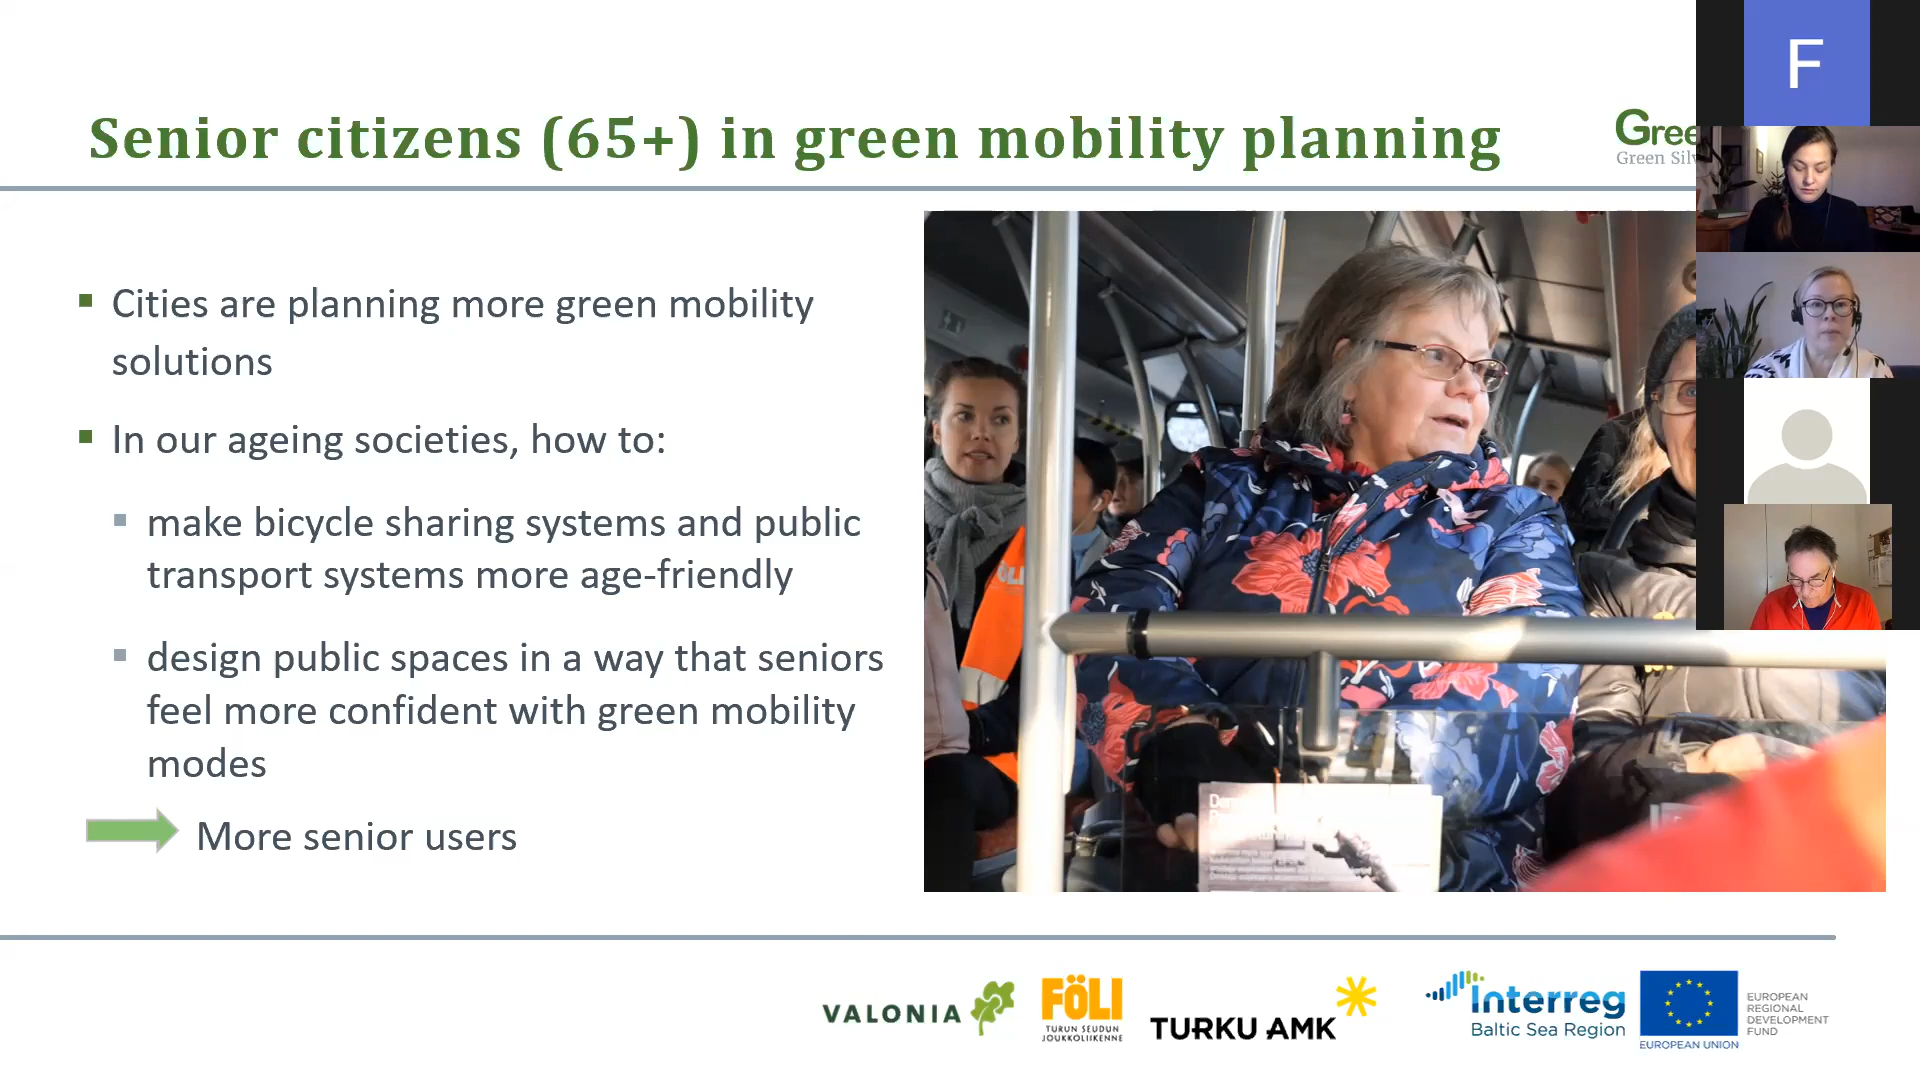 F
Senior citizens (65+) in green mobility planning
Gree
Green Silv
Cities are planning more green mobility
solutions
In our ageing societies, how to:
make bicycle sharing systems and public
transport systems more age-friendly
design public spaces in a way that seniors
feel more confident with green mobility
modes
More senior users
VALONIA
FÖLI
TURUN SEUDUN
JOUKKOLIIKENNE
TURKU AMK
Interreg
Baltic Sea Region
EUROPEAN UNION
EUROPEAN
REGIONAL
DEVELOPMENT
FUND